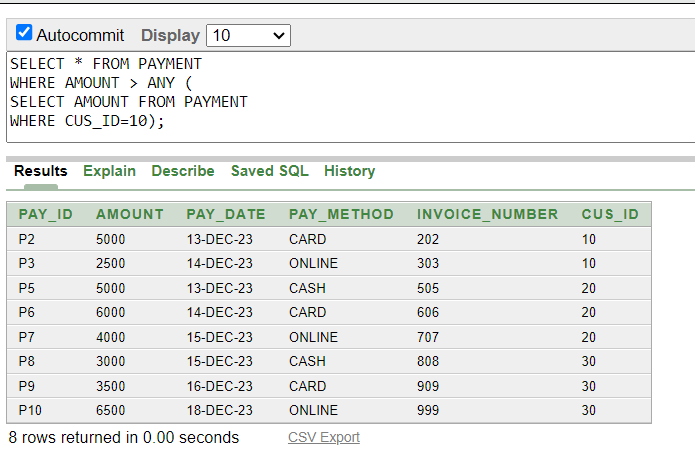 Autocommit Display 10
SELECT * FROM PAYMENT
WHERE AMOUNT > ANY (
SELECT AMOUNT FROM PAYMENT
WHERE CUS_ID=10);
Results Explain Describe Saved SQL History
PAY_ID AMOUNT PAY_DATE PAY_METHOD INVOICE_NUMBER CUS_ID
P2 5000 13-DEC-23 CARD 202 10
P3 2500 14-DEC-23 ONLINE 303 10
P5 5000 13-DEC-23 CASH 505 20
P6 6000 14-DEC-23 CARD 606 20
P7 4000 15-DEC-23 ONLINE 707 20
P8 3000 15-DEC-23 CASH 808 30
P9 3500 16-DEC-23 CARD 909 30
P10 6500 18-DEC-23 ONLINE 999 30
8 rows returned in 0.00 seconds CSV Export